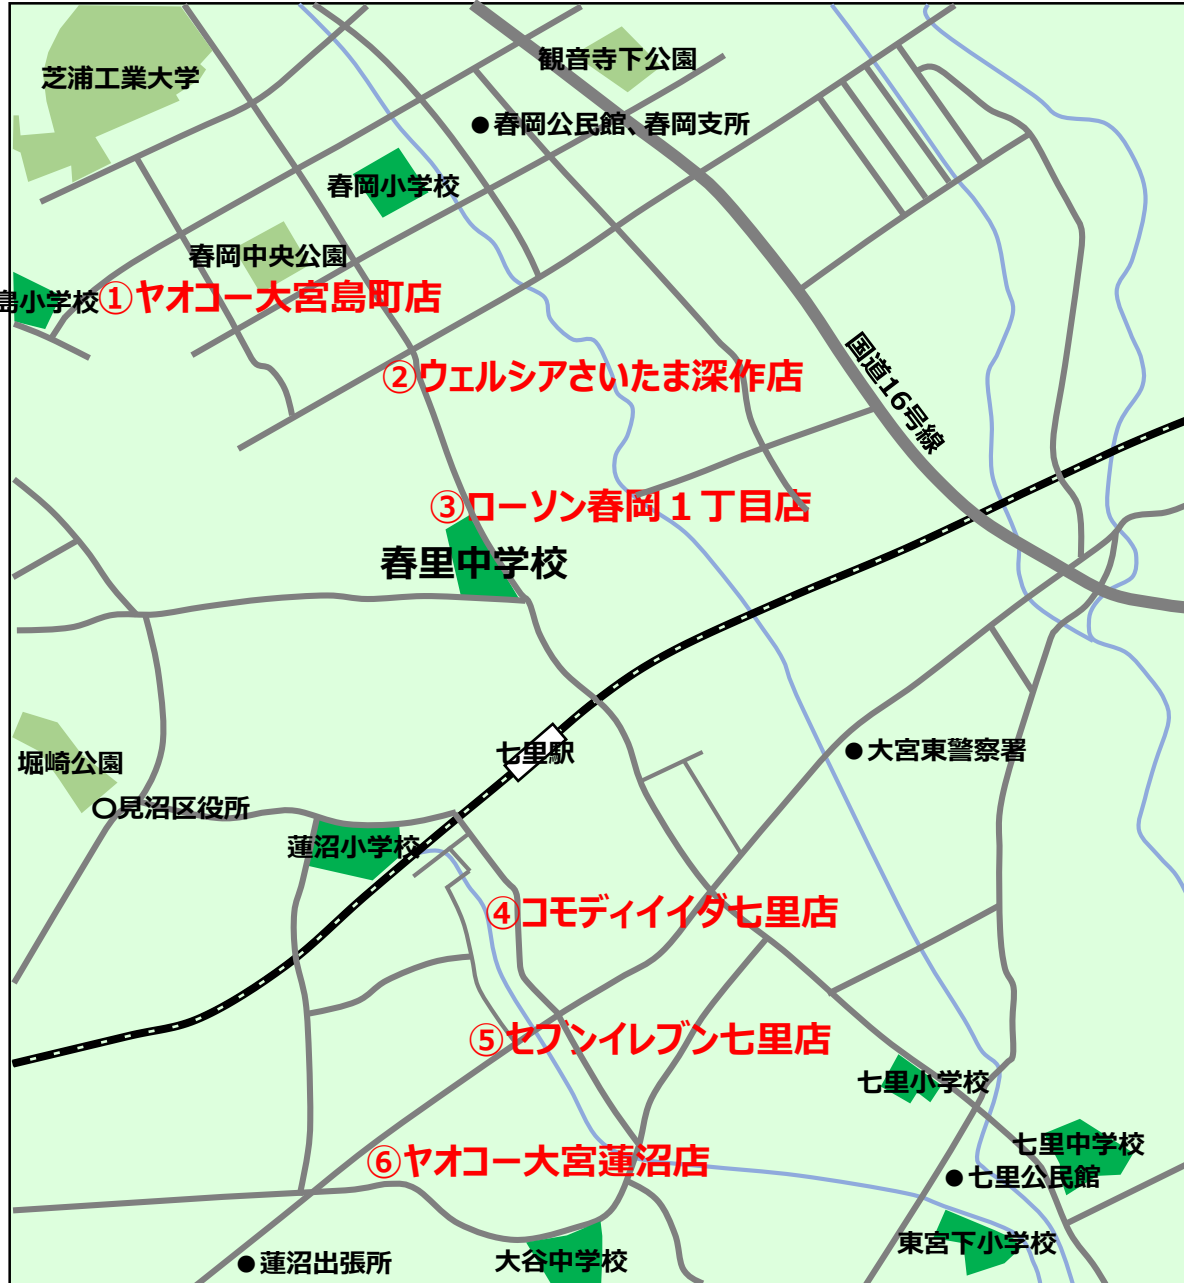 観音寺下公園
芝浦工業大学
●春岡公民館、春岡支所
春岡小学校
春岡中央公園
島小学校
①ヤオコー大宮島町店
国道16号線
②ウェルシアさいたま深作店
③ローソン春岡１丁目店
春里中学校
七里駅
●大宮東警察署
堀崎公園
○見沼区役所
蓮沼小学校
④コモディイイダ七里店
⑤セブンイレブン七里店
七里小学校
七里中学校
⑥ヤオコー大宮蓮沼店
●七里公民館
東宮下小学校
●蓮沼出張所
大谷中学校